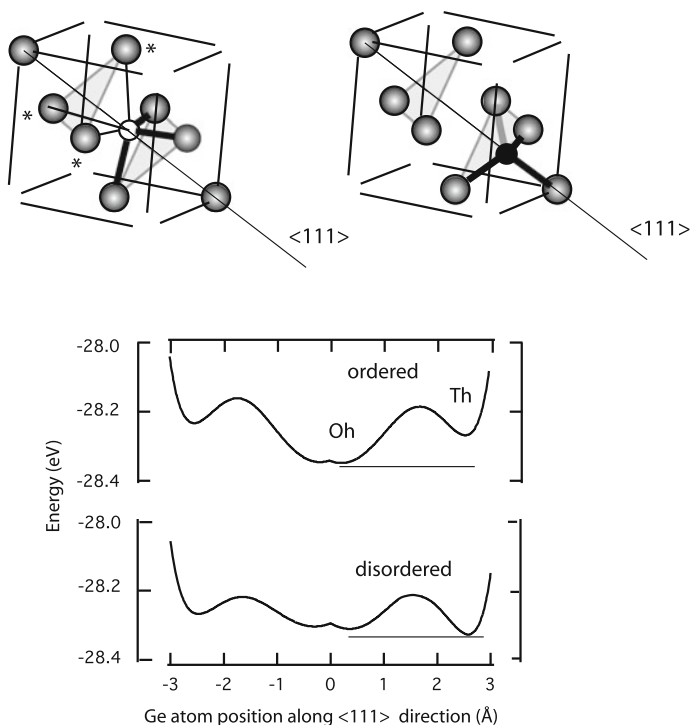 *
*
*
<111>
<111>
-28.0
ordered
Th
-28.2
Oh
-28.4
Energy (eV)
-28.0
disordered
-28.2
-28.4
-3 -2 -1 0 1 2 3
Ge atom position along <111> direction (Å)